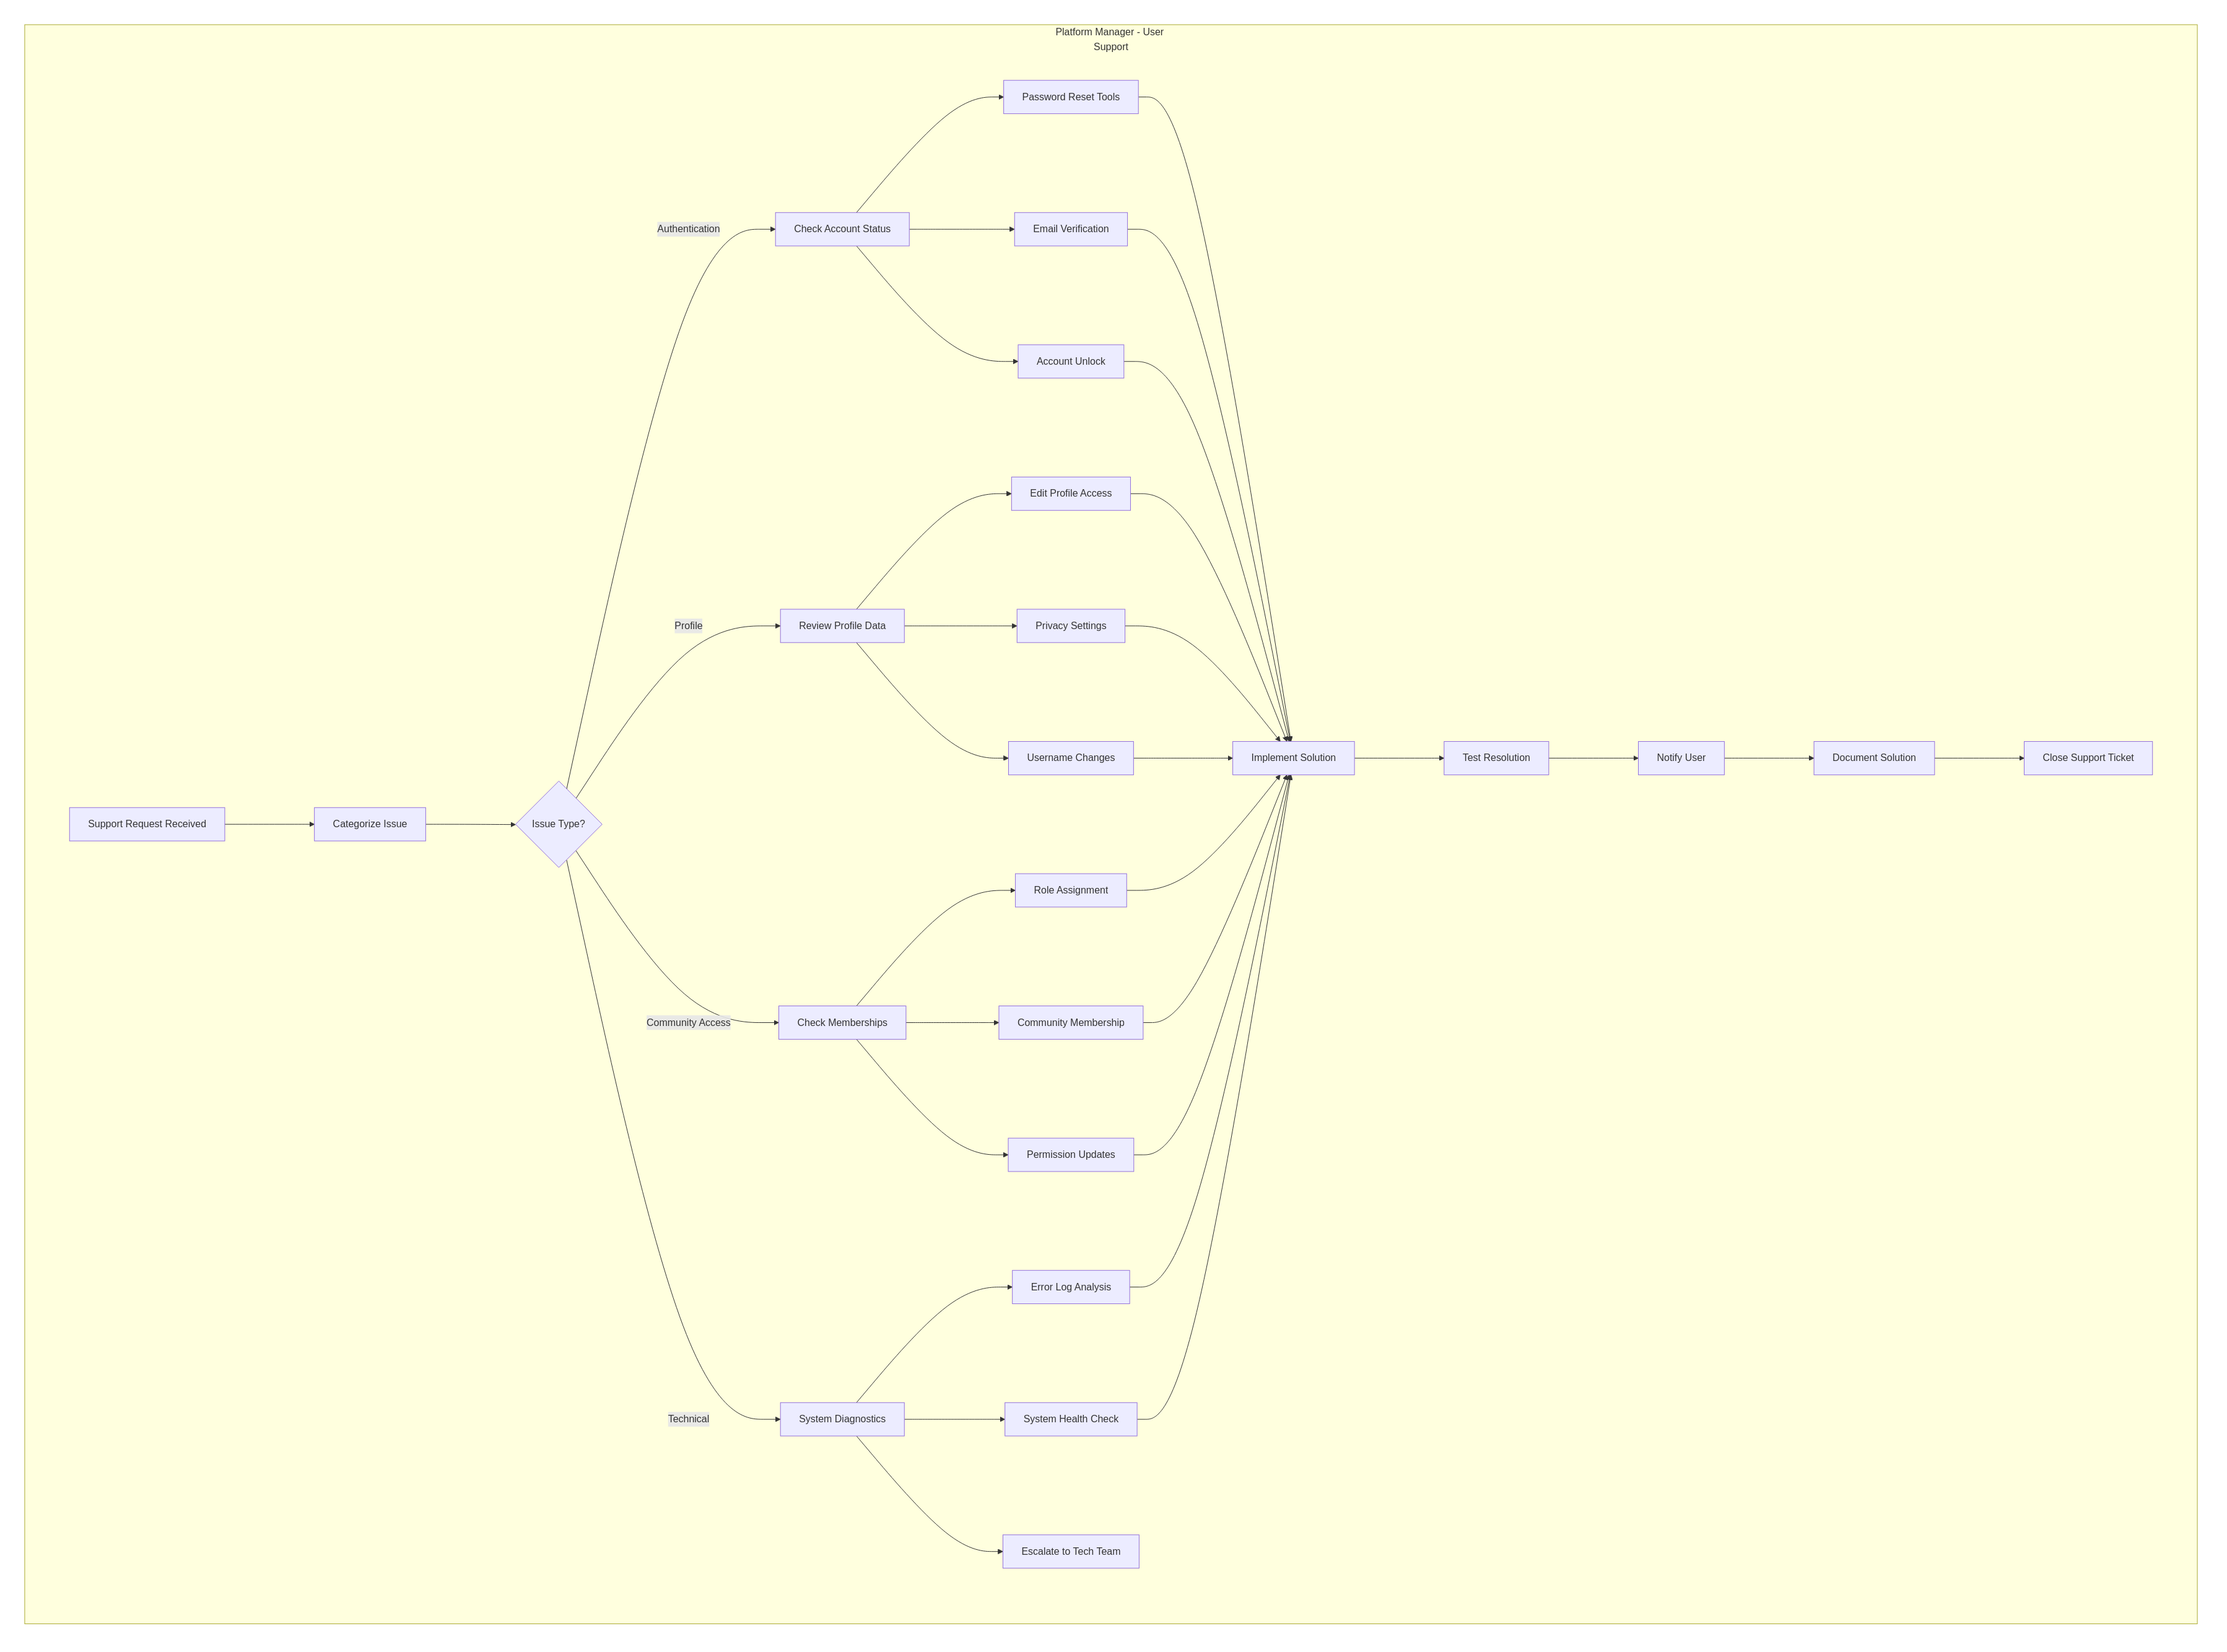 Platform Manager - User
Support
Password Reset Tools
Authentication
Check Account Status
Email Verification
Account Unlock
Edit Profile Access
Profile
Review Profile Data
Privacy Settings
Username Changes
Implement Solution
Test Resolution
Notify User
Document Solution
Close Support Ticket
Support Request Received
Categorize Issue
Issue Type?
Role Assignment
Community Access
Check Memberships
Community Membership
Permission Updates
Error Log Analysis
Technical
System Diagnostics
System Health Check
Escalate to Tech Team